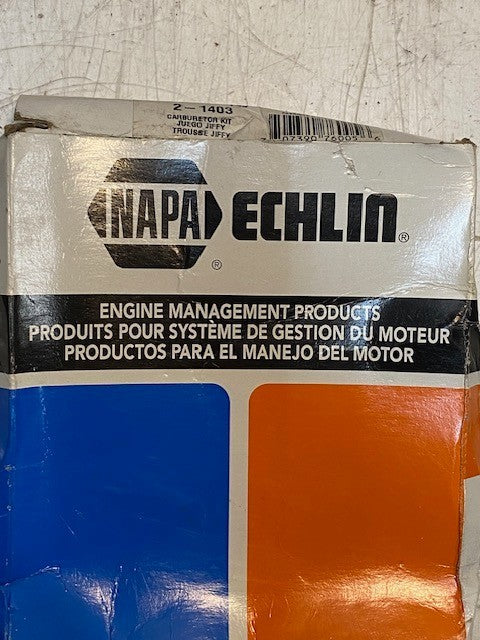 2-1403
CARBURETOR KIT
JUEGO JIFFY
TROUSSE JIFFY
NAPA ECHLIN®
®
ENGINE MANAGEMENT PRODUCTS
PRODUITS POUR SYSTÈME DE GESTION DU MOTEUR
PRODUCTOS PARA EL MANEJO DEL MOTOR